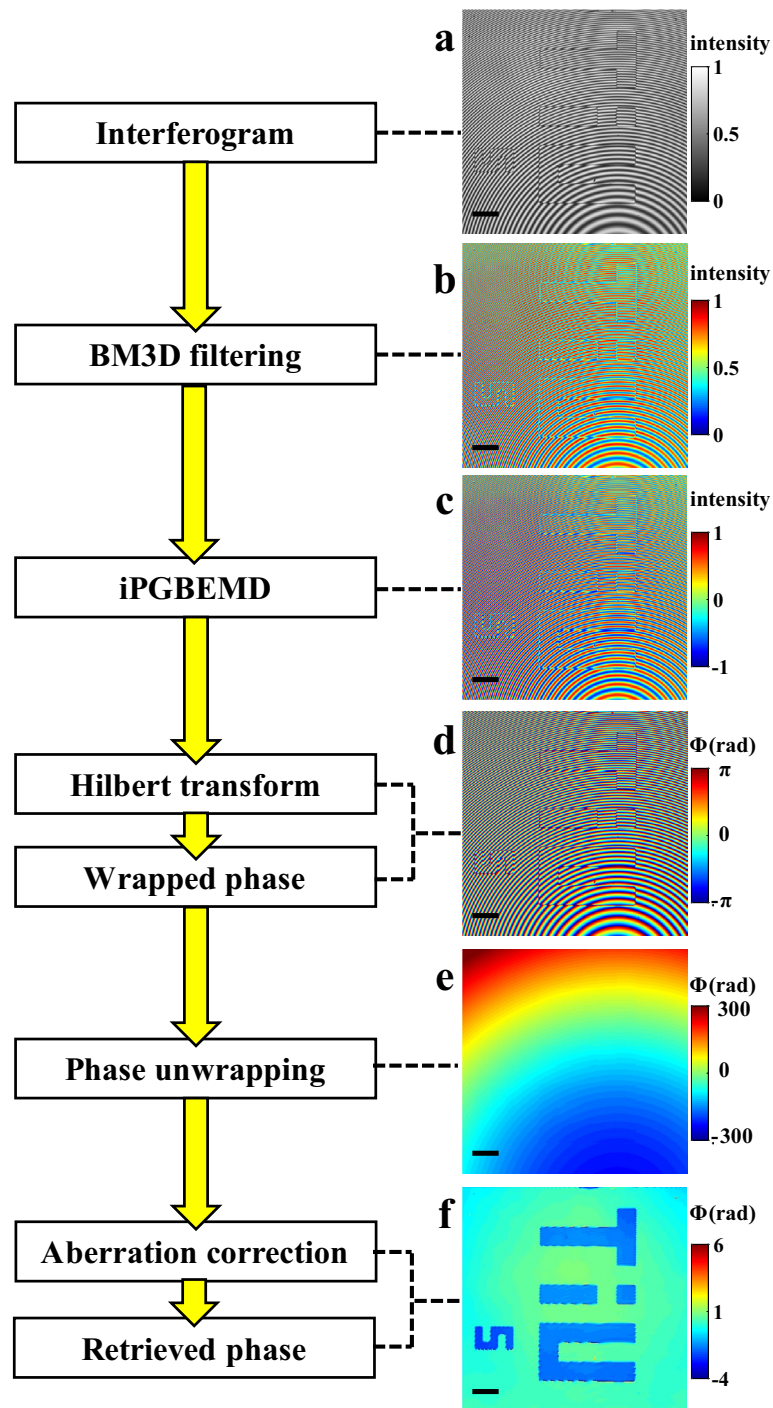 a
intensity
1
0.5
0
Interferogram
b
intensity
1
0.5
0
BM3D filtering
c
intensity
1
0
-1
iPGBEMD
d
Φ(rad)
π
0
-π
Hilbert transform
Wrapped phase
e
Φ(rad)
300
0
-300
Phase unwrapping
f
Φ(rad)
6
1
-4
TiU
5
Aberration correction
Retrieved phase